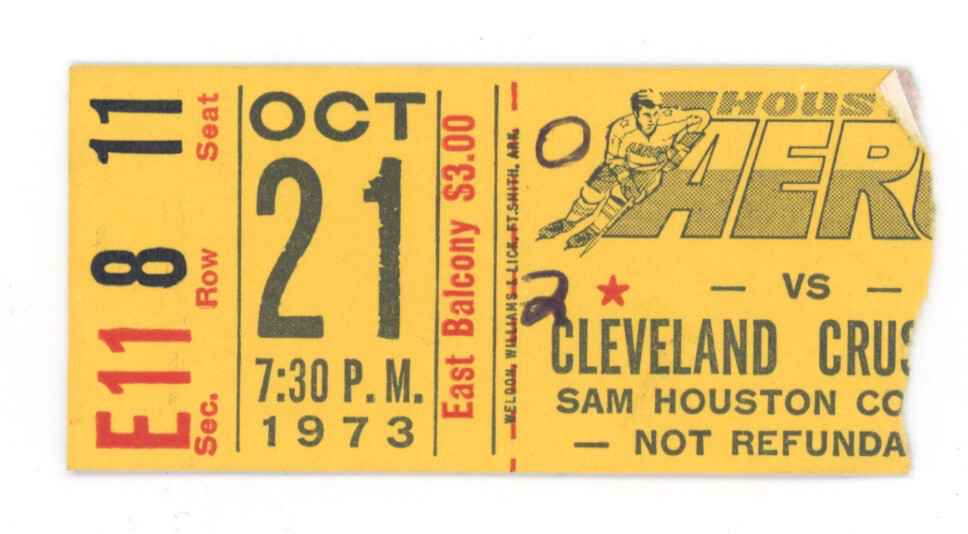 E11 8 11
Sec. Row Seat
OCT
21
7:30 P. M.
1973
East Balcony $3.00
WELDON, WILLIAMS & LICK, FT. SMITH, ARK.
0
2
HOUS
AEROS
AER
— VS —
CLEVELAND CRUS
SAM HOUSTON CO
— NOT REFUNDA